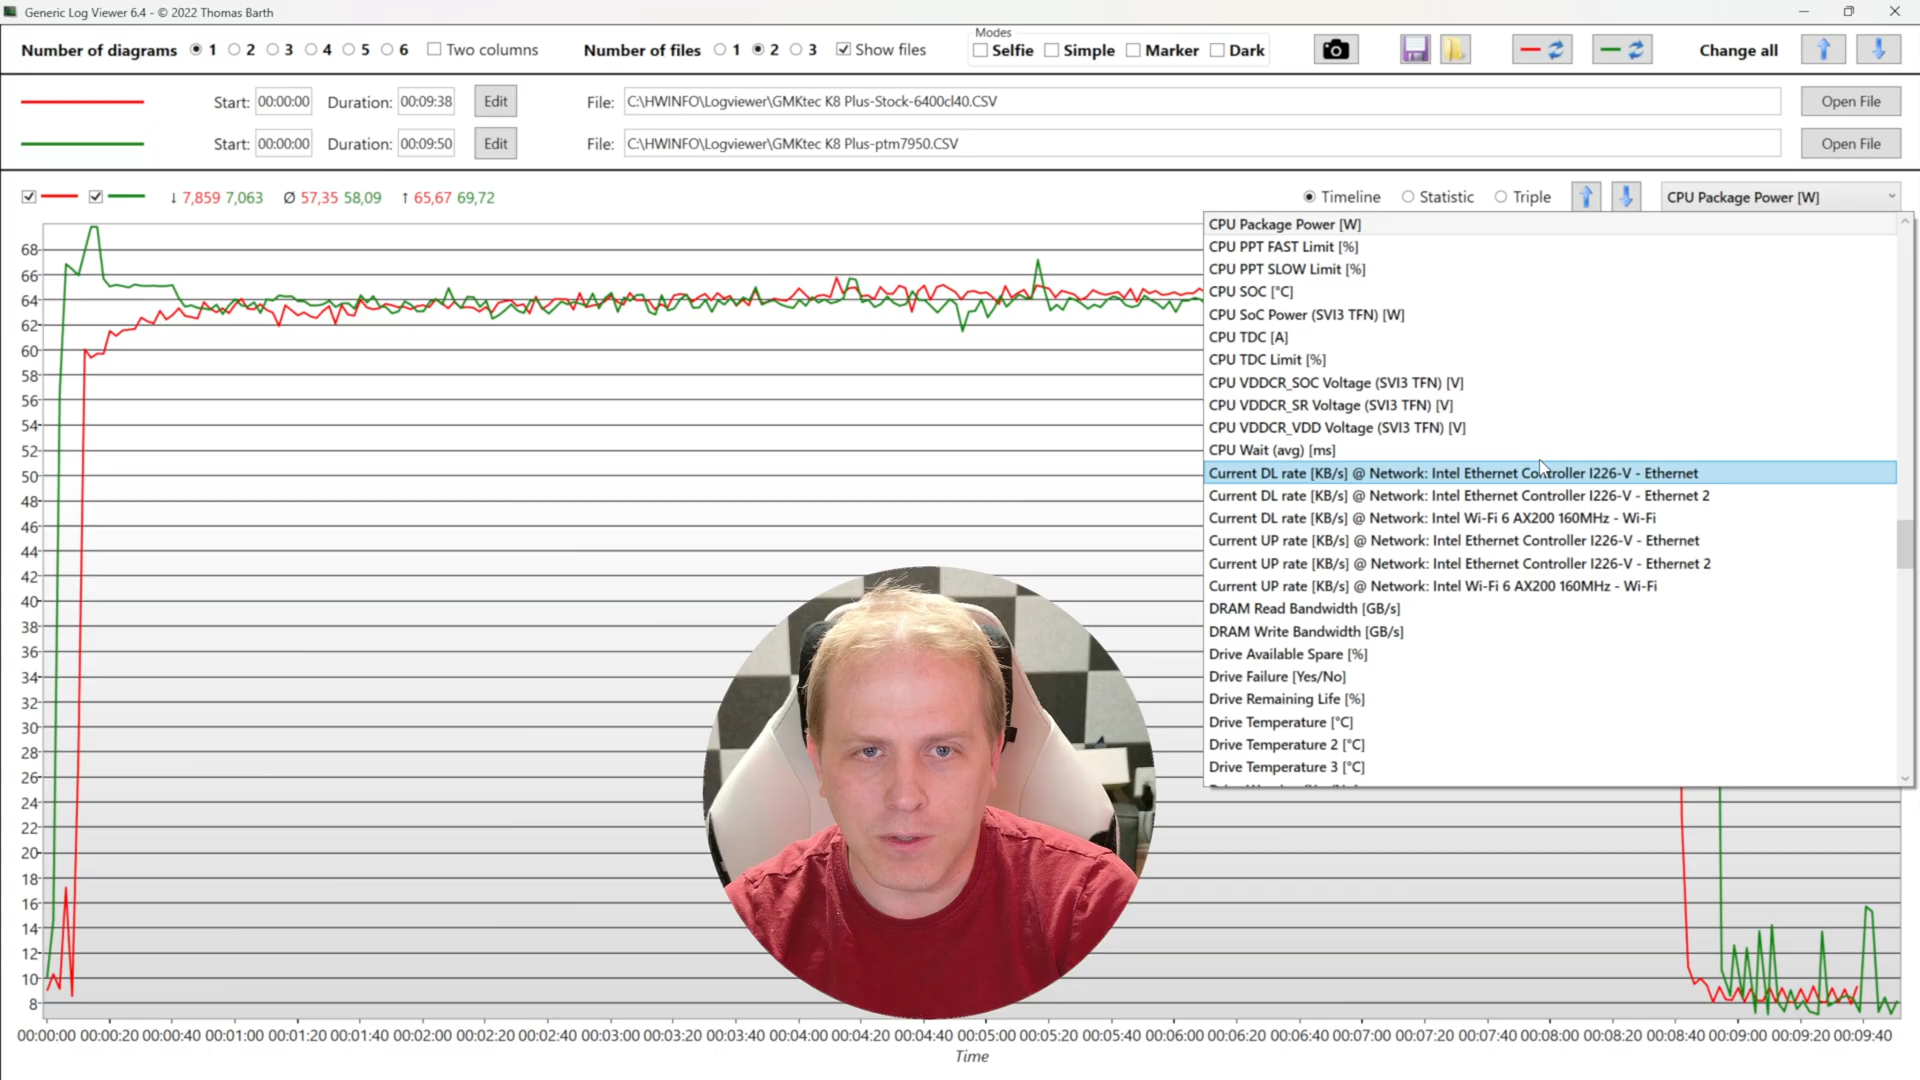 Generic Log Viewer 6.4 - © 2022 Thomas Barth
Number of diagrams 1 2 3 4 5 6 Two columns Number of files 1 2 3 Show files Modes Selfie Simple Marker Dark Change all
Start: 00:00:00 Duration: 00:09:38 Edit File: C:\HWINFO\Logviewer\GMKtec K8 Plus-Stock-6400cl40.CSV Open File
Start: 00:00:00 Duration: 00:09:50 Edit File: C:\HWINFO\Logviewer\GMKtec K8 Plus-ptm7950.CSV Open File
↓ 7,859 7,063 Ø 57,35 58,09 ↑ 65,67 69,72 Timeline Statistic Triple CPU Package Power [W]
CPU Package Power [W]
CPU PPT FAST Limit [%]
CPU PPT SLOW Limit [%]
CPU SOC [°C]
CPU SoC Power (SVI3 TFN) [W]
CPU TDC [A]
CPU TDC Limit [%]
CPU VDDCR_SOC Voltage (SVI3 TFN) [V]
CPU VDDCR_SR Voltage (SVI3 TFN) [V]
CPU VDDCR_VDD Voltage (SVI3 TFN) [V]
CPU Wait (avg) [ms]
Current DL rate [KB/s] @ Network: Intel Ethernet Controller I226-V - Ethernet
Current DL rate [KB/s] @ Network: Intel Ethernet Controller I226-V - Ethernet 2
Current DL rate [KB/s] @ Network: Intel Wi-Fi 6 AX200 160MHz - Wi-Fi
Current UP rate [KB/s] @ Network: Intel Ethernet Controller I226-V - Ethernet
Current UP rate [KB/s] @ Network: Intel Ethernet Controller I226-V - Ethernet 2
Current UP rate [KB/s] @ Network: Intel Wi-Fi 6 AX200 160MHz - Wi-Fi
DRAM Read Bandwidth [GB/s]
DRAM Write Bandwidth [GB/s]
Drive Available Spare [%]
Drive Failure [Yes/No]
Drive Remaining Life [%]
Drive Temperature [°C]
Drive Temperature 2 [°C]
Drive Temperature 3 [°C]
68
66
64
62
60
58
56
54
52
50
48
46
44
42
40
38
36
34
32
30
28
26
24
22
20
18
16
14
12
10
8
00:00:00 00:00:20 00:00:40 00:01:00 00:01:20 00:01:40 00:02:00 00:02:20 00:02:40 00:03:00 00:03:20 00:03:40 00:04:00 00:04:20 00:04:40 00:05:00 00:05:20 00:05:40 00:06:00 00:06:20 00:06:40 00:07:00 00:07:20 00:07:40 00:08:00 00:08:20 00:08:40 00:09:00 00:09:20 00:09:40
Time